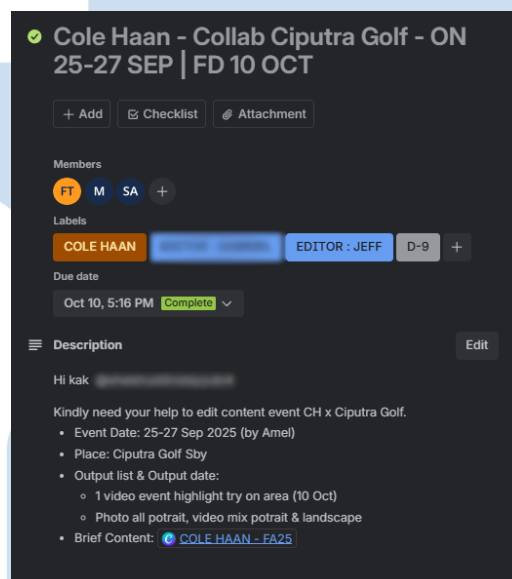 Cole Haan - Collab Ciputra Golf - ON
25-27 SEP | FD 10 OCT
+ Add
Checklist
Attachment
Members
FT M SA +
Labels
COLE HAAN EDITOR : JEFF D-9 +
Due date
Oct 10, 5:16 PM Complete
Description Edit
Hi kak
Kindly need your help to edit content event CH x Ciputra Golf.
• Event Date: 25-27 Sep 2025 (by Amel)
• Place: Ciputra Golf Sby
• Output list & Output date:
◦ 1 video event highlight try on area (10 Oct)
◦ Photo all potrait, video mix potrait & landscape
• Brief Content: COLE HAAN - FA25